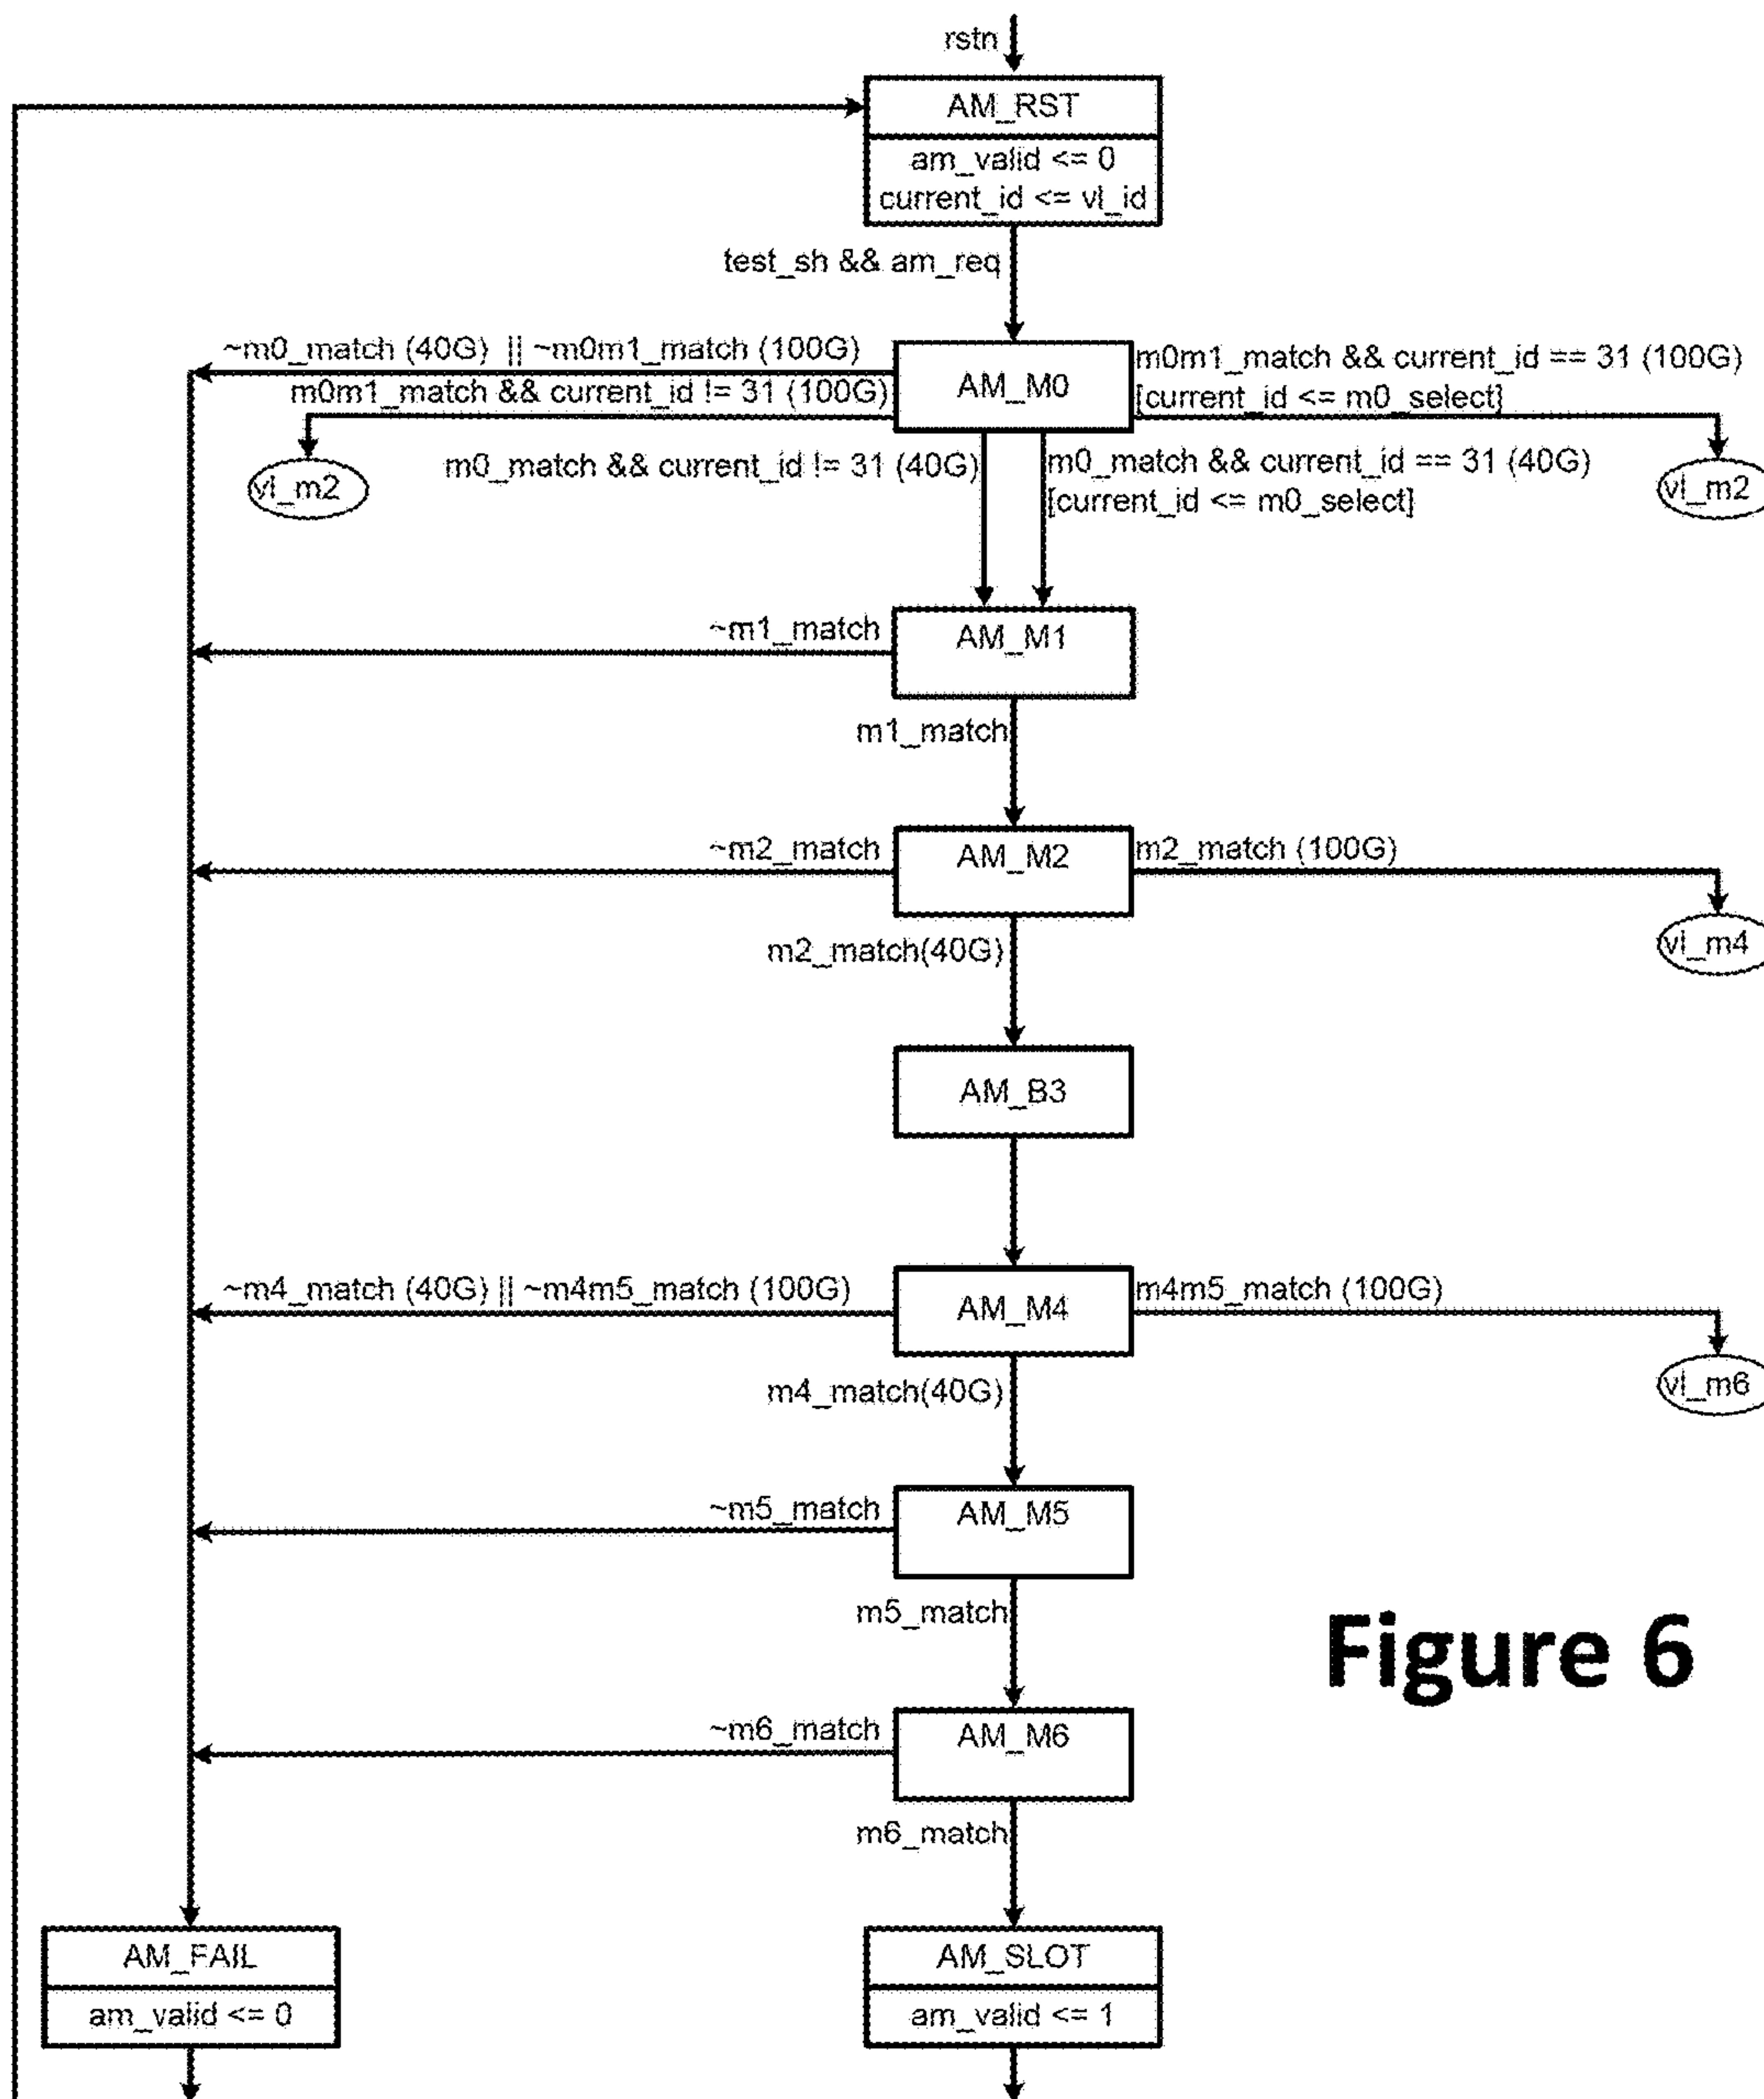 rstn
AM_RST
am_valid <= 0
current_id <= vl_id
test_sh && am_req
~m0_match (40G) || ~m0m1_match (100G)
m0m1_match && current_id != 31 (100G)
AM_M0
m0m1_match && current_id == 31 (100G)
[current_id <= m0_select]
vl_m2
m0_match && current_id != 31 (40G)
m0_match && current_id == 31 (40G)
[current_id <= m0_select]
vl_m2
~m1_match
AM_M1
m1_match
~m2_match
AM_M2
m2_match (100G)
m2_match(40G)
vl_m4
AM_B3
~m4_match (40G) || ~m4m5_match (100G)
AM_M4
m4m5_match (100G)
m4_match(40G)
vl_m6
~m5_match
AM_M5
m5_match
Figure 6
~m6_match
AM_M6
m6_match
AM_FAIL
am_valid <= 0
AM_SLOT
am_valid <= 1